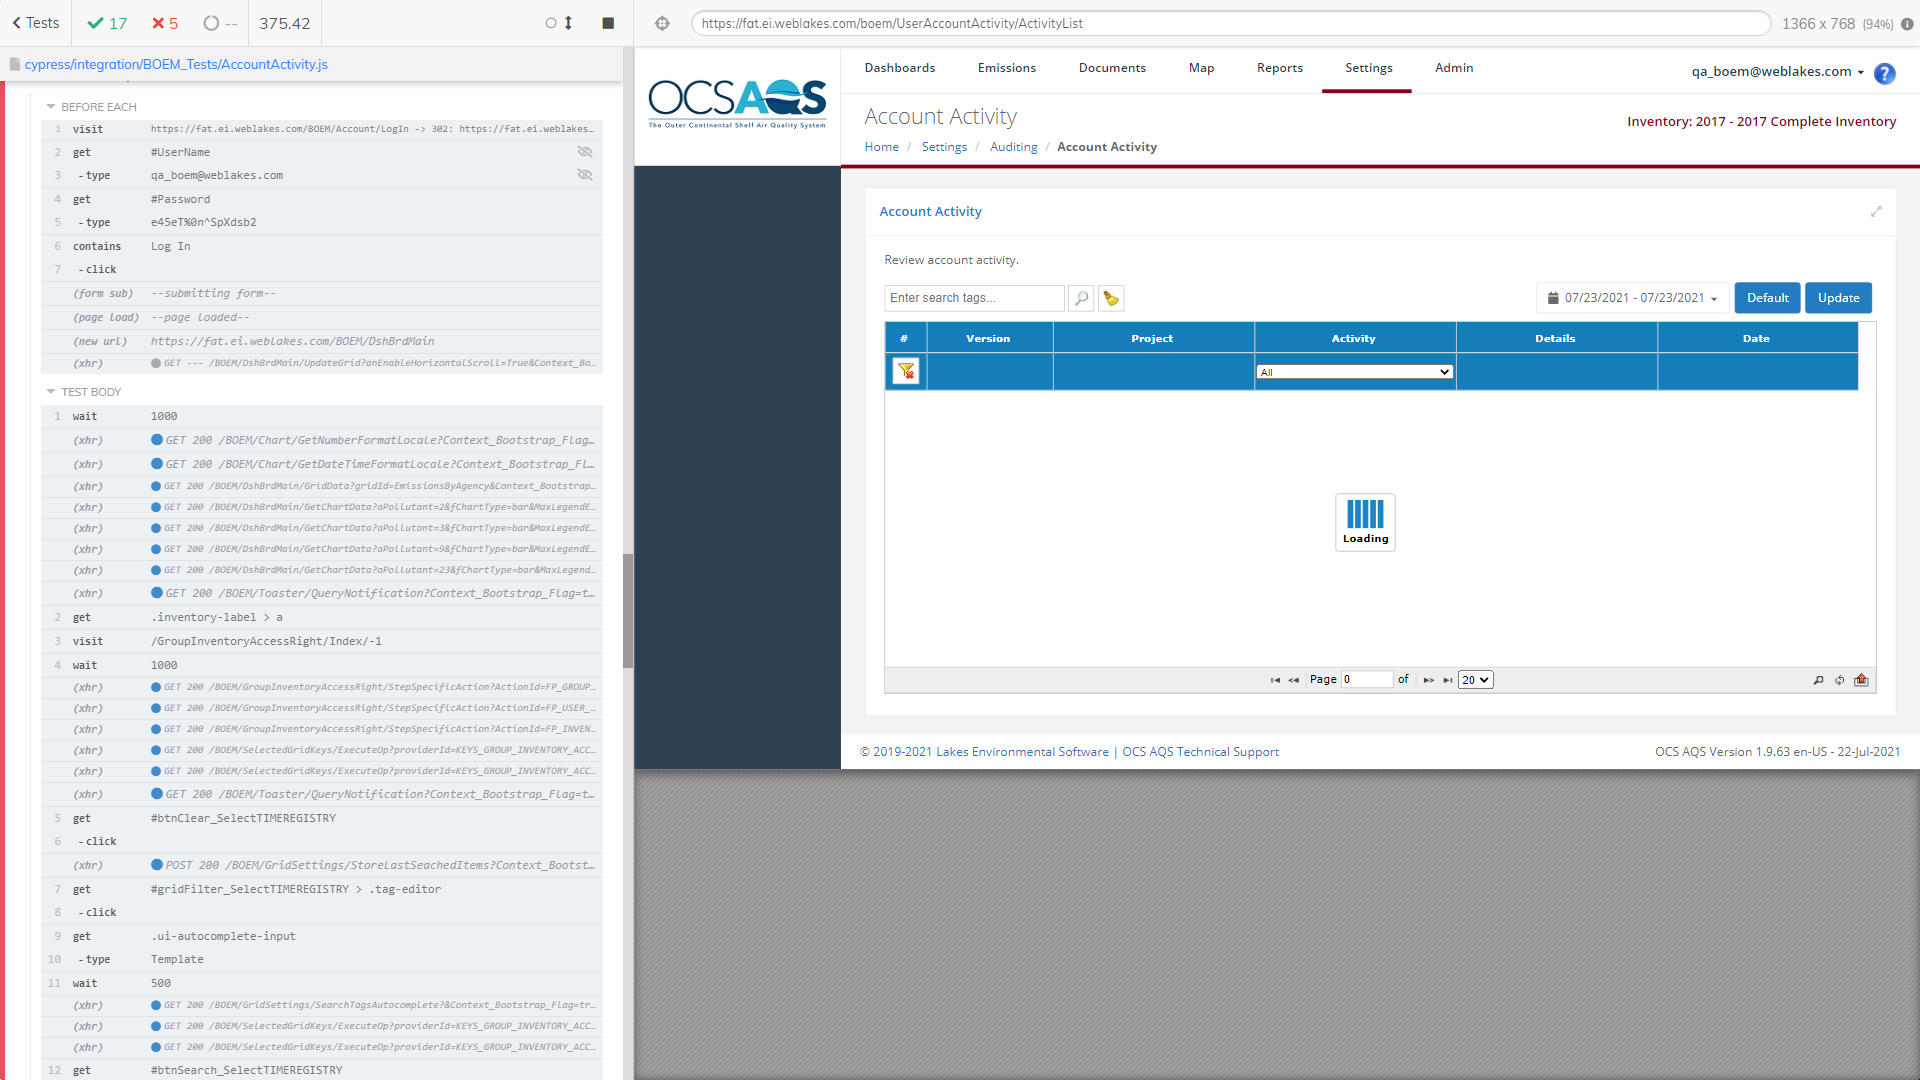 Tests
17
5
--
375.42
cypress/integration/BOEM_Tests/AccountActivity.js
BEFORE EACH
1 visit https://fat.ei.weblakes.com/BOEM/Account/LogIn -> 302: https://fat.ei.weblakes...
2 get #UserName
3 -type qa_boem@weblakes.com
4 get #Password
5 -type e45eT%0n^SpXdsb2
6 contains Log In
7 -click
(form sub) --submitting form--
(page load) --page loaded--
(new url) https://fat.ei.weblakes.com/BOEM/DshBrdMain
(xhr) GET --- /BOEM/DshBrdMain/UpdateGrid?anEnableHorizontalScroll=True&Context_Bo...
TEST BODY
1 wait 1000
(xhr) GET 200 /BOEM/Chart/GetNumberFormatLocale?Context_Bootstrap_Flag...
(xhr) GET 200 /BOEM/Chart/GetDateTimeFormatLocale?Context_Bootstrap_Fl...
(xhr) GET 200 /BOEM/DshBrdMain/GridData?gridId=EmissionsByAgency&Context_Bootstrap...
(xhr) GET 200 /BOEM/DshBrdMain/GetChartData?aPollutant=2&fChartType=bar&MaxLegendE...
(xhr) GET 200 /BOEM/DshBrdMain/GetChartData?aPollutant=3&fChartType=bar&MaxLegendE...
(xhr) GET 200 /BOEM/DshBrdMain/GetChartData?aPollutant=9&fChartType=bar&MaxLegendE...
(xhr) GET 200 /BOEM/DshBrdMain/GetChartData?aPollutant=23&fChartType=bar&MaxLegend...
(xhr) GET 200 /BOEM/Toaster/QueryNotification?Context_Bootstrap_Flag=t...
2 get .inventory-label > a
3 visit /GroupInventoryAccessRight/Index/-1
4 wait 1000
(xhr) GET 200 /BOEM/GroupInventoryAccessRight/StepSpecificAction?ActionId=FP_GROUP...
(xhr) GET 200 /BOEM/GroupInventoryAccessRight/StepSpecificAction?ActionId=FP_USER_...
(xhr) GET 200 /BOEM/GroupInventoryAccessRight/StepSpecificAction?ActionId=FP_INVEN...
(xhr) GET 200 /BOEM/SelectedGridKeys/ExecuteOp?providerId=KEYS_GROUP_INVENTORY_ACC...
(xhr) GET 200 /BOEM/SelectedGridKeys/ExecuteOp?providerId=KEYS_GROUP_INVENTORY_ACC...
(xhr) GET 200 /BOEM/Toaster/QueryNotification?Context_Bootstrap_Flag=t...
5 get #btnClear_SelectTIMEREGISTRY
6 -click
(xhr) POST 200 /BOEM/GridSettings/StoreLastSeachedItems?Context_Bootst...
7 get #gridFilter_SelectTIMEREGISTRY > .tag-editor
8 -click
9 get .ui-autocomplete-input
10 -type Template
11 wait 500
(xhr) GET 200 /BOEM/GridSettings/SearchTagsAutocomplete?&Context_Bootstrap_Flag=tr...
(xhr) GET 200 /BOEM/SelectedGridKeys/ExecuteOp?providerId=KEYS_GROUP_INVENTORY_ACC...
(xhr) GET 200 /BOEM/SelectedGridKeys/ExecuteOp?providerId=KEYS_GROUP_INVENTORY_ACC...
12 get #btnSearch_SelectTIMEREGISTRY
https://fat.ei.weblakes.com/boem/UserAccountActivity/ActivityList
1366 x 768 (94%)
OCSAQS
The Outer Continental Shelf Air Quality System
Dashboards Emissions Documents Map Reports Settings Admin
qa_boem@weblakes.com ?
Account Activity
Inventory: 2017 - 2017 Complete Inventory
Home / Settings / Auditing / Account Activity
Account Activity
Review account activity.
Enter search tags...
07/23/2021 - 07/23/2021
Default
Update
# Version Project Activity Details Date
All
Loading
Page 0 of 20
© 2019-2021 Lakes Environmental Software | OCS AQS Technical Support
OCS AQS Version 1.9.63 en-US - 22-Jul-2021